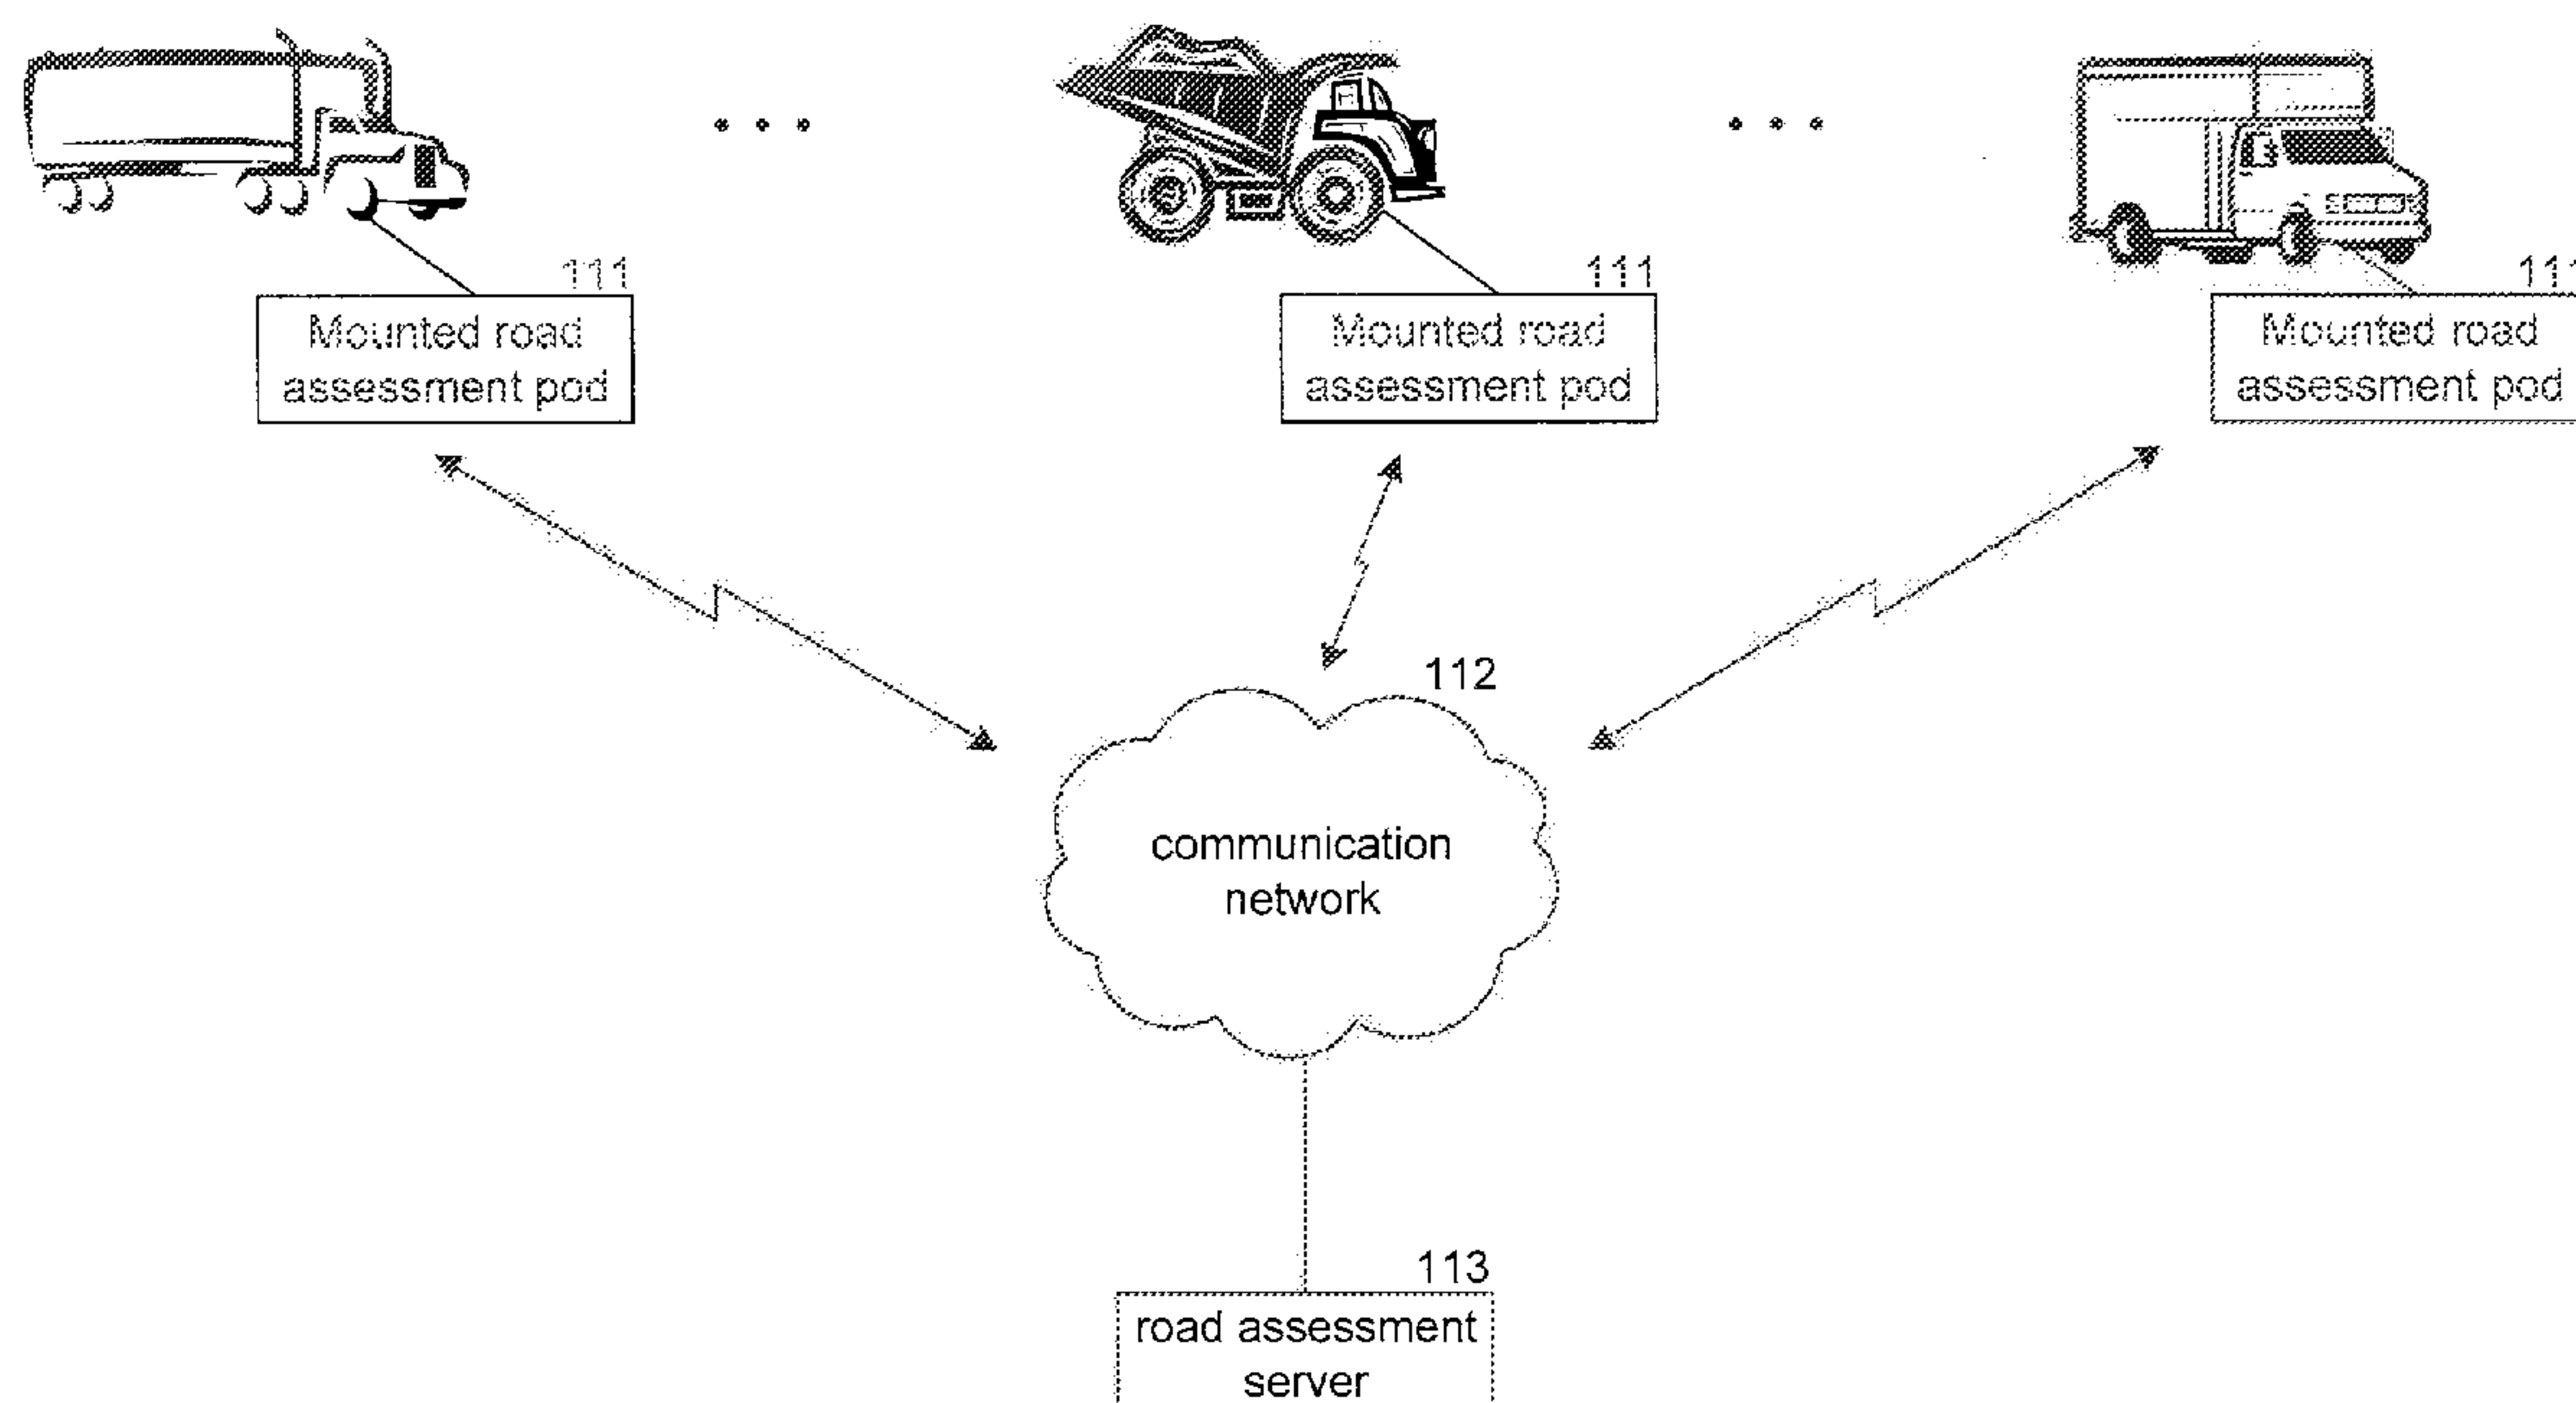 111
Mounted road
assessment pod
111
Mounted road
assessment pod
111
Mounted road
assessment pod
112
communication
network
113
road assessment
server